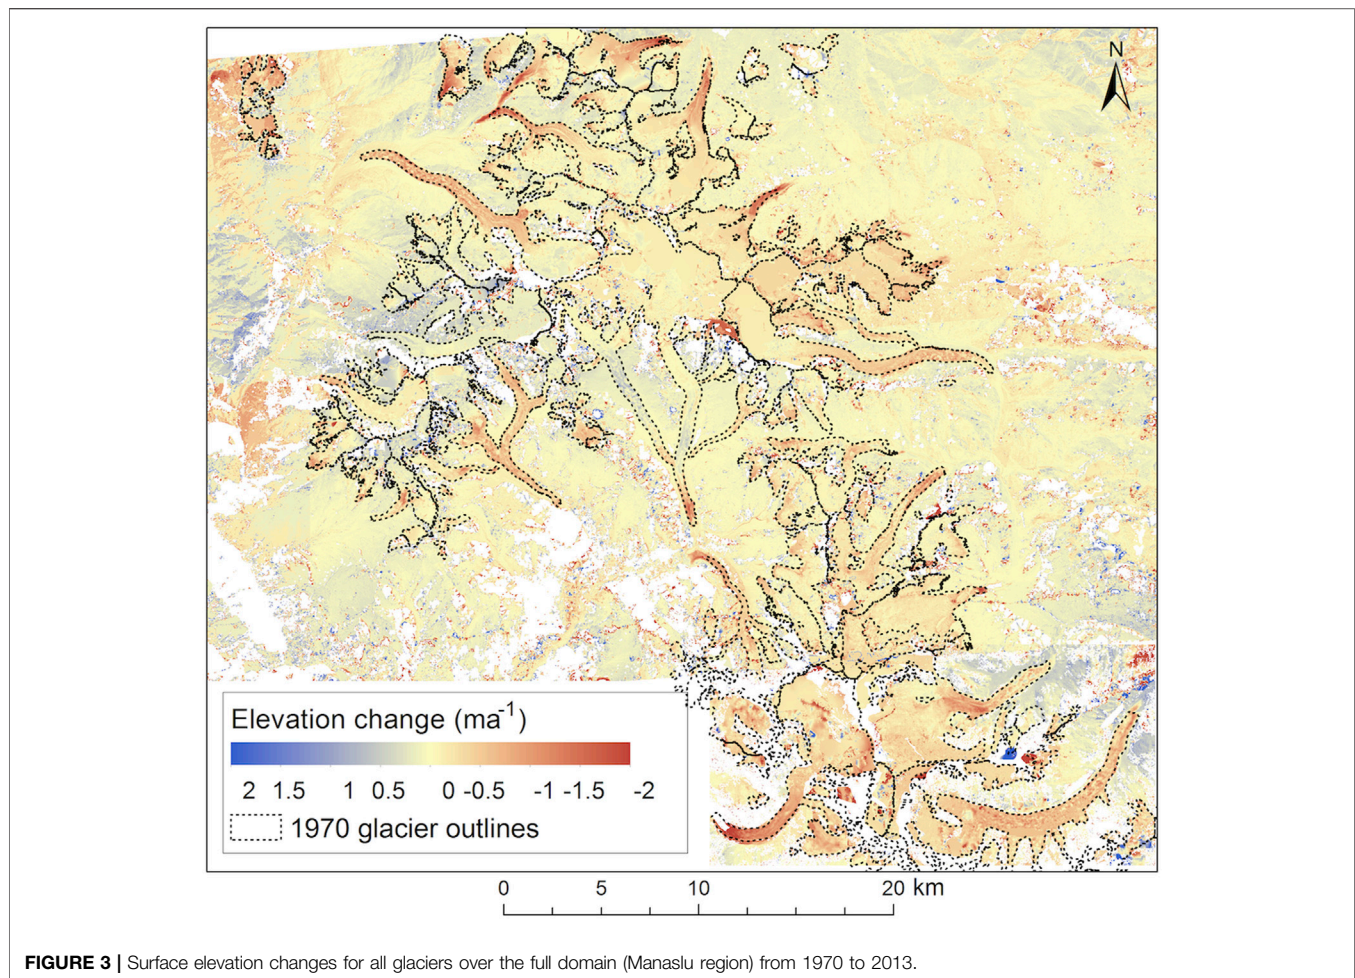 N
Elevation change (ma-1)
2 1.5 1 0.5 0 -0.5 -1 -1.5 -2
1970 glacier outlines
0 5 10 20 km
FIGURE 3 | Surface elevation changes for all glaciers over the full domain (Manaslu region) from 1970 to 2013.